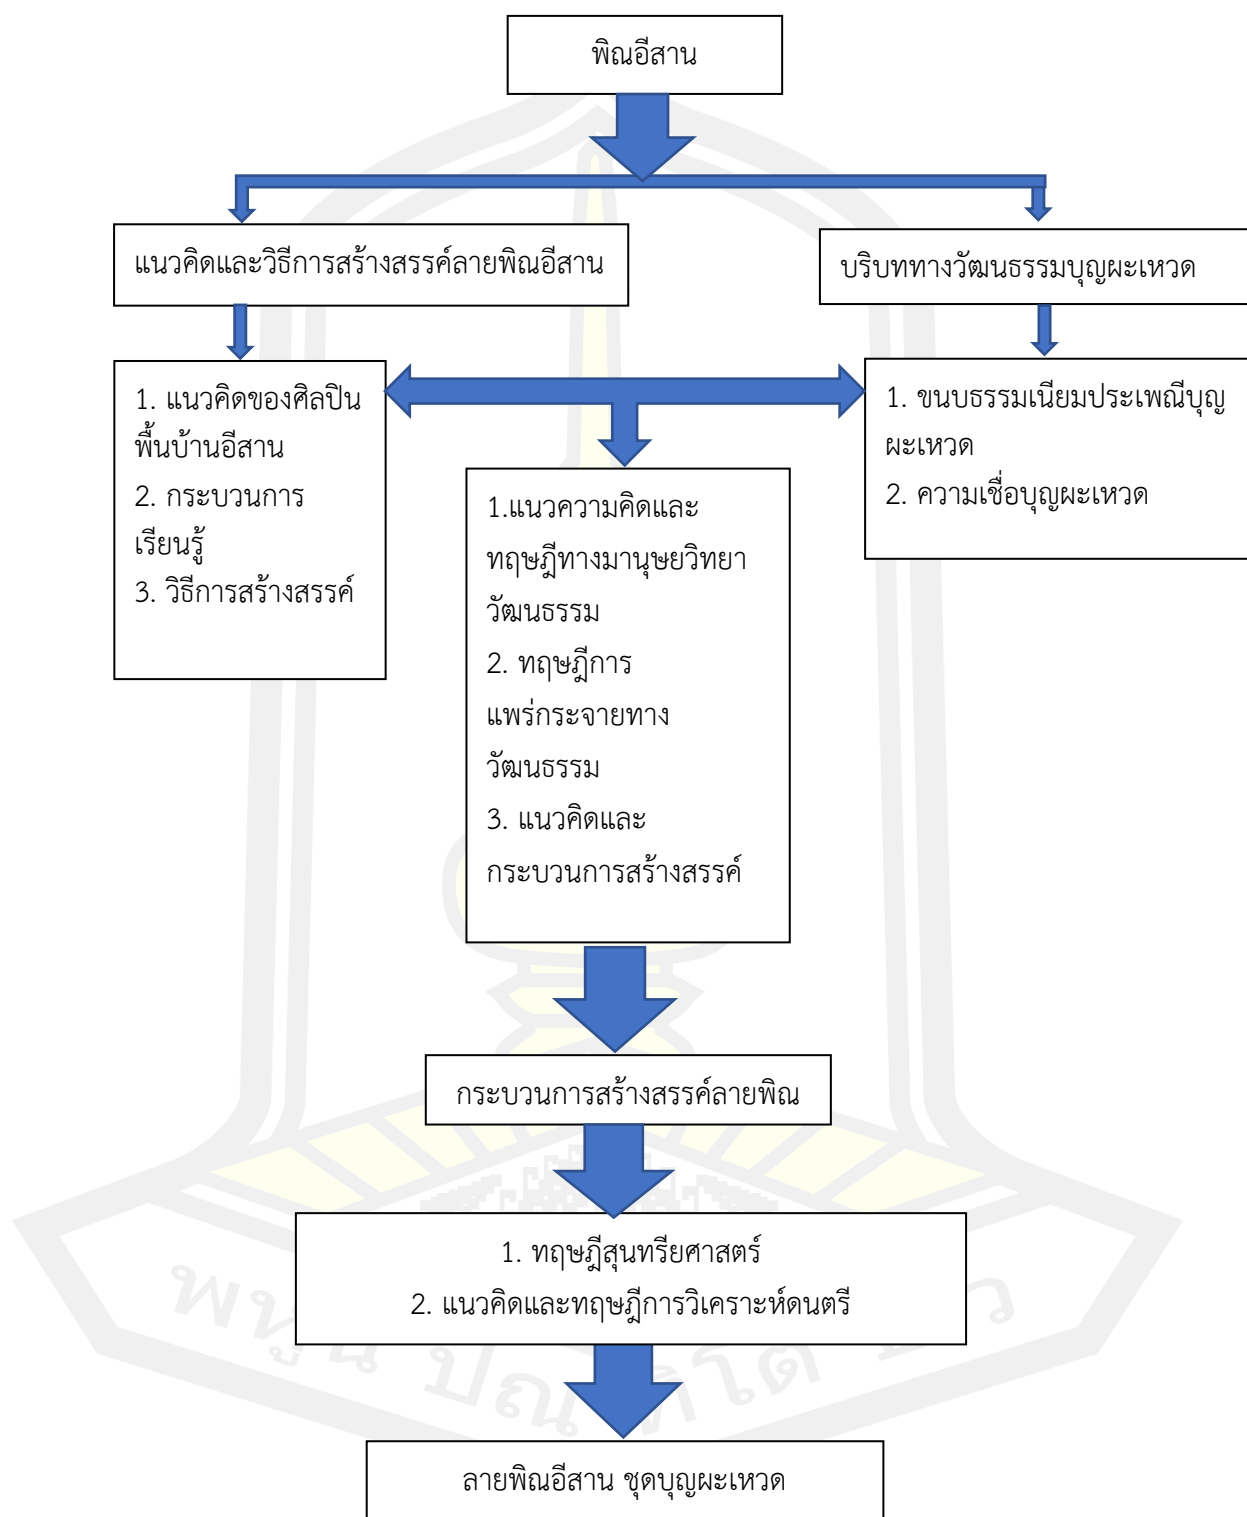 พิณอีสาน
แนวคิดและวิธีการสร้างสรรค์ลายพิณอีสาน
บริบททางวัฒนธรรมบุญผะเหวด
1. แนวคิดของศิลปิน
พื้นบ้านอีสาน
2. กระบวนการ
เรียนรู้
3. วิธีการสร้างสรรค์
1. ขนบธรรมเนียมประเพณีบุญ
ผะเหวด
2. ความเชื่อบุญผะเหวด
1.แนวความคิดและ
ทฤษฎีทางมานุษยวิทยา
วัฒนธรรม
2. ทฤษฎีการ
แพร่กระจายทาง
วัฒนธรรม
3. แนวคิดและ
กระบวนการสร้างสรรค์
กระบวนการสร้างสรรค์ลายพิณ
1. ทฤษฎีสุนทรียศาสตร์
2. แนวคิดและทฤษฎีการวิเคราะห์ดนตรี
ลายพิณอีสาน ชุดบุญผะเหวด